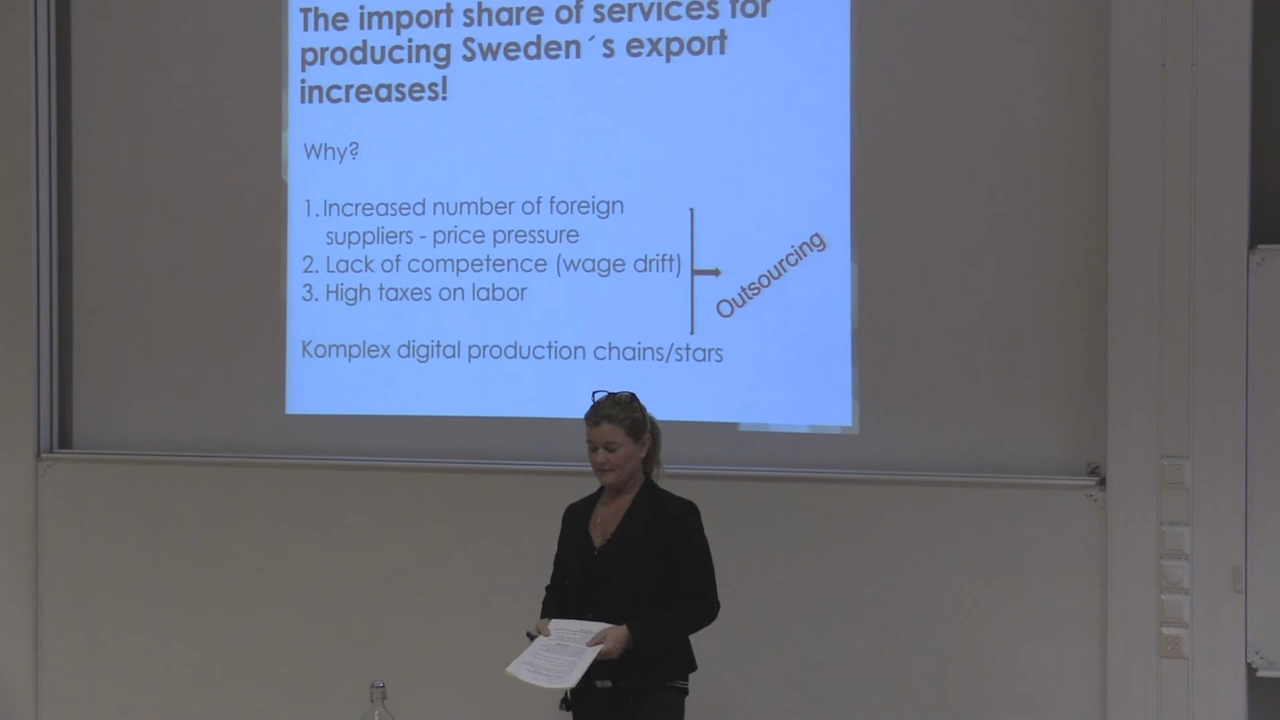 The import share of services for
producing Sweden´s export
increases!
Why?
1. Increased number of foreign
suppliers - price pressure
2. Lack of competence (wage drift)
3. High taxes on labor
Outsourcing
Komplex digital production chains/stars